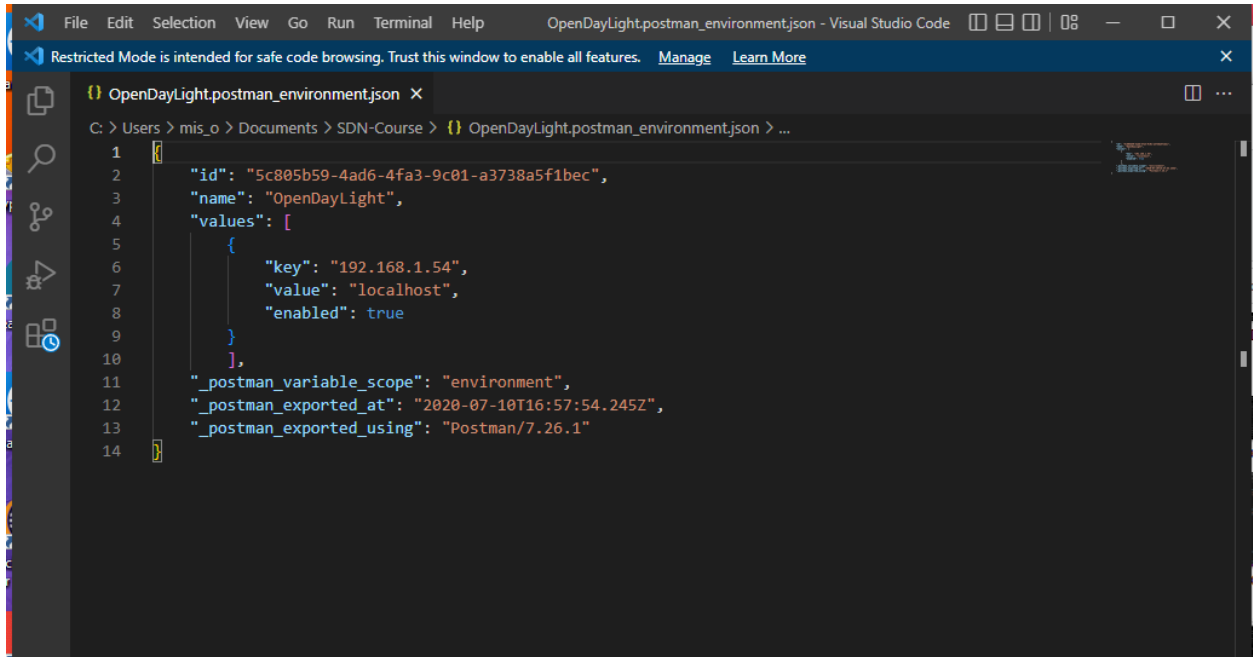 File Edit Selection View Go Run Terminal Help OpenDayLight.postman_environment.json - Visual Studio Code
Restricted Mode is intended for safe code browsing. Trust this window to enable all features. Manage Learn More
{} OpenDayLight.postman_environment.json
C: > Users > mis_o > Documents > SDN-Course > {} OpenDayLight.postman_environment.json > ...
1 {
2 "id": "5c805b59-4ad6-4fa3-9c01-a3738a5f1bec",
3 "name": "OpenDayLight",
4 "values": [
5 {
6 "key": "192.168.1.54",
7 "value": "localhost",
8 "enabled": true
9 }
10 ],
11 "_postman_variable_scope": "environment",
12 "_postman_exported_at": "2020-07-10T16:57:54.245Z",
13 "_postman_exported_using": "Postman/7.26.1"
14 }